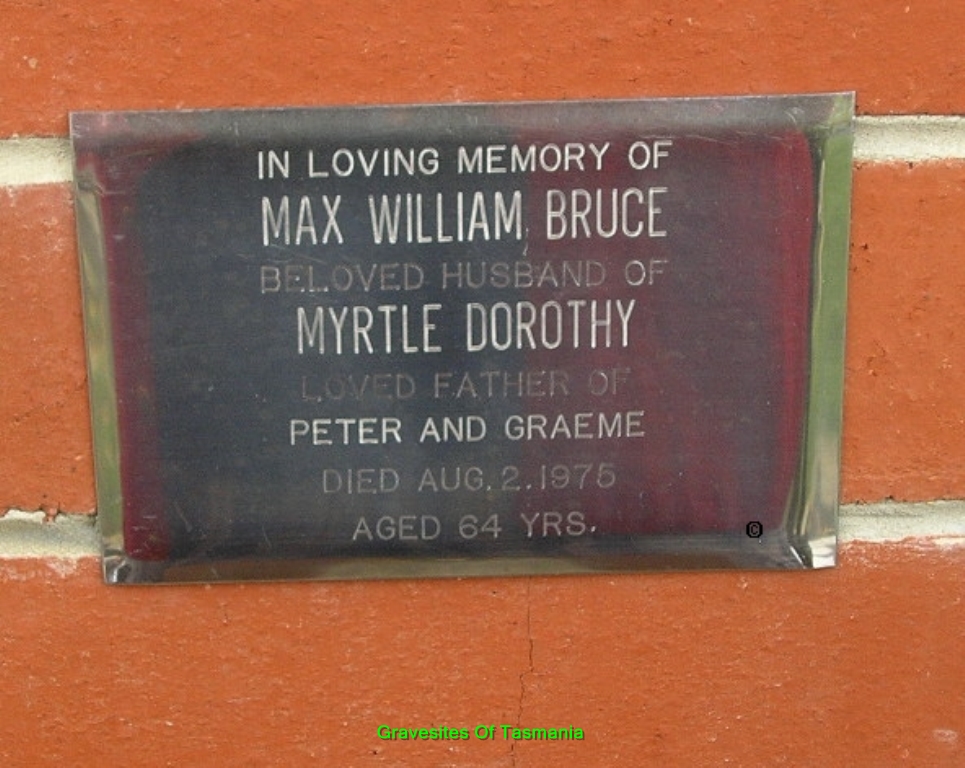 IN LOVING MEMORY OF
MAX WILLIAM BRUCE
BELOVED HUSBAND OF
MYRTLE DOROTHY
LOVED FATHER OF
PETER AND GRAEME
DIED AUG. 2. 1975
AGED 64 YRS.
©
Gravesites Of Tasmania